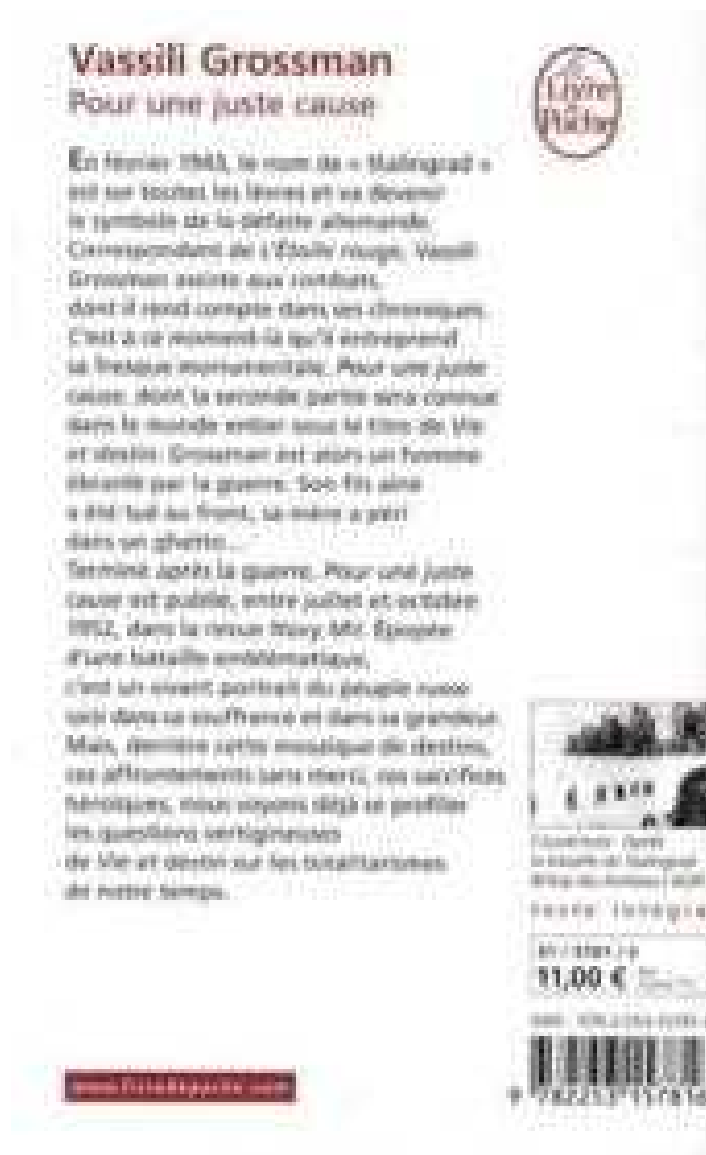 Vassili Grossman
Pour une juste cause
Le
Livre
de
Poche
En février 1943, le nom de « Stalingrad »
est sur toutes les lèvres et va devenir
le symbole de la défaite allemande.
Correspondant de L'Étoile rouge, Vassili
Grossman assiste aux combats,
dont il rend compte dans ses chroniques.
C'est à ce moment-là qu'il entreprend
sa fresque monumentale, Pour une juste
cause, dont la seconde partie sera connue
dans le monde entier sous le titre de Vie
et destin. Grossman est alors un homme
ébranlé par la guerre. Son fils aîné
a été tué au front, sa mère a péri
dans un ghetto...
Terminé après la guerre, Pour une juste
cause est publié, entre juillet et octobre
1952, dans la revue Novy Mir. Épopée
d'une bataille emblématique,
c'est un vivant portrait du peuple russe
saisi dans sa souffrance et dans sa grandeur.
Mais, derrière cette mosaïque de destins,
ces affrontements sans merci, ces sacrifices
héroïques, nous voyons déjà se profiler
les questions vertigineuses
de Vie et destin sur les totalitarismes
de notre temps.
texte intégra
11,00 €
www.livredepoche.com